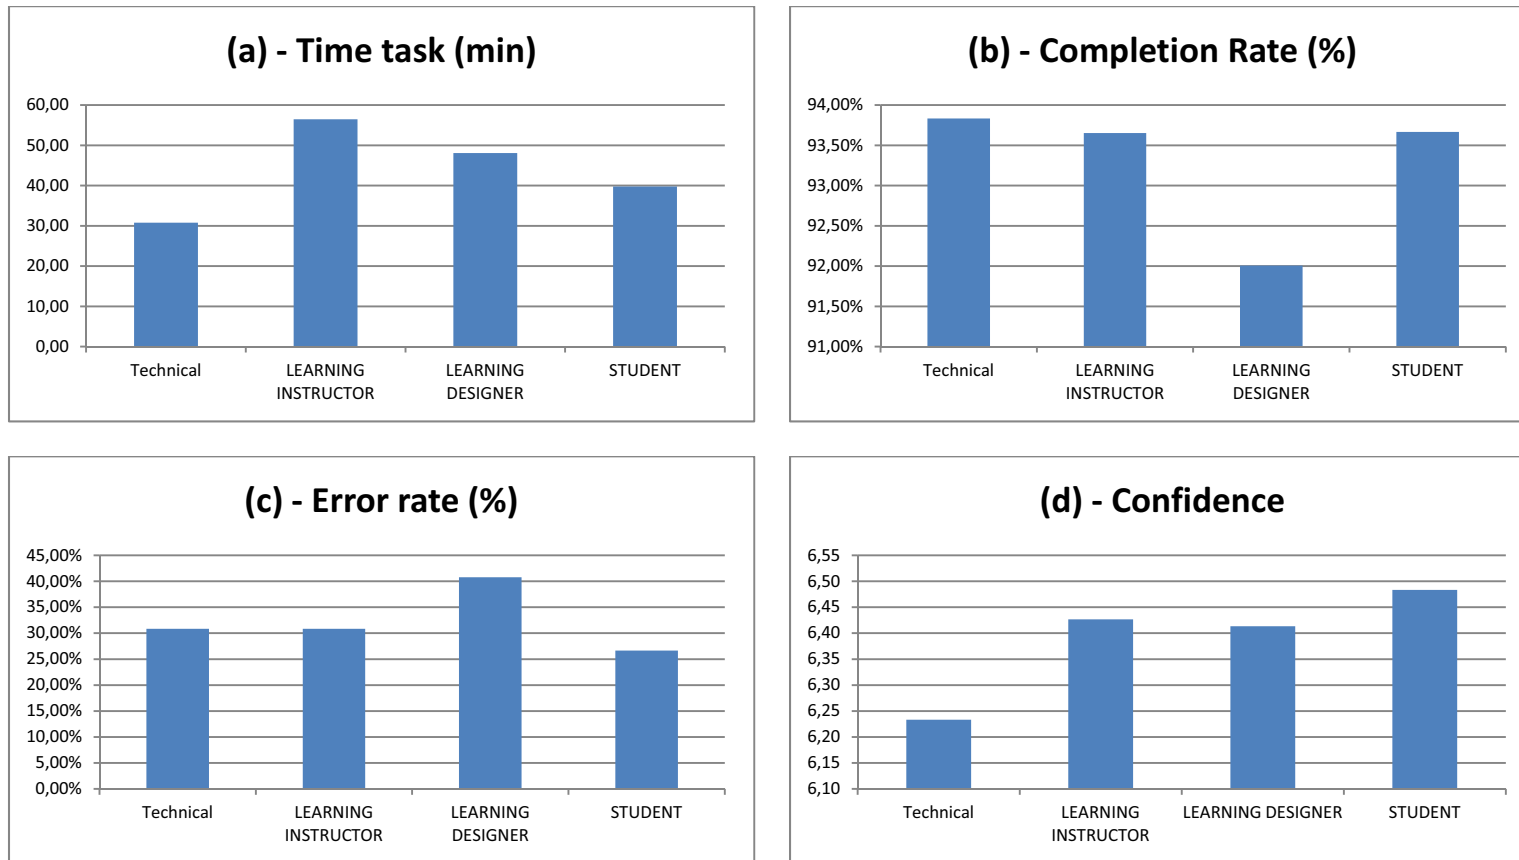 (a) - Time task (min)
60,00
50,00
40,00
30,00
20,00
10,00
0,00
Technical
LEARNING
INSTRUCTOR
LEARNING
DESIGNER
STUDENT
(b) - Completion Rate (%)
94,00%
93,50%
93,00%
92,50%
92,00%
91,50%
91,00%
Technical
LEARNING
INSTRUCTOR
LEARNING
DESIGNER
STUDENT
(c) - Error rate (%)
45,00%
40,00%
35,00%
30,00%
25,00%
20,00%
15,00%
10,00%
5,00%
0,00%
Technical
LEARNING
INSTRUCTOR
LEARNING
DESIGNER
STUDENT
(d) - Confidence
6,55
6,50
6,45
6,40
6,35
6,30
6,25
6,20
6,15
6,10
Technical
LEARNING
INSTRUCTOR
LEARNING DESIGNER
STUDENT